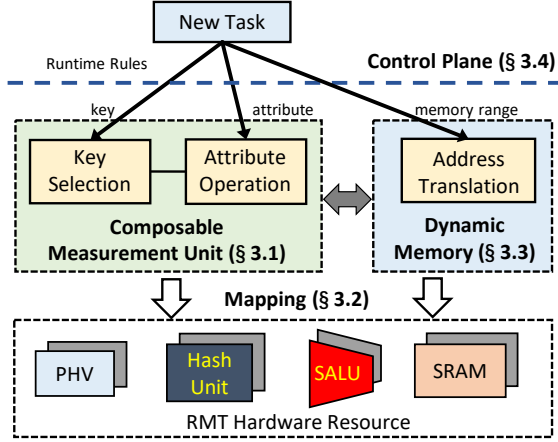 New Task
Runtime Rules
Control Plane (§ 3.4)
key
attribute
memory range
Key
Selection
Attribute
Operation
Address
Translation
Composable
Measurement Unit (§ 3.1)
Dynamic
Memory (§ 3.3)
Mapping (§ 3.2)
PHV
Hash
Unit
SALU
SRAM
RMT Hardware Resource